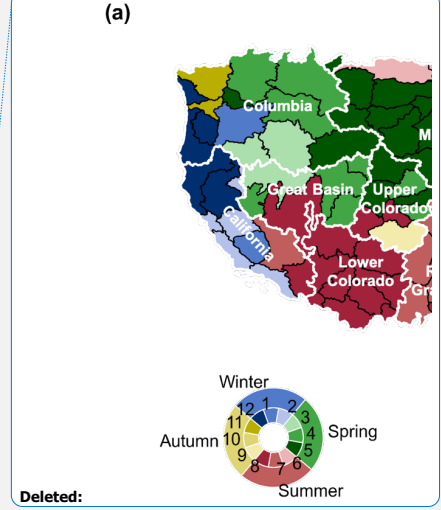 (a)
Columbia
M
Great Basin
Upper
Colorado
California
Lower
Colorado
R
Gra
Winter
12 1 2
11 3
Autumn 10 4 Spring
9 5
8 7 6
Summer
Deleted: